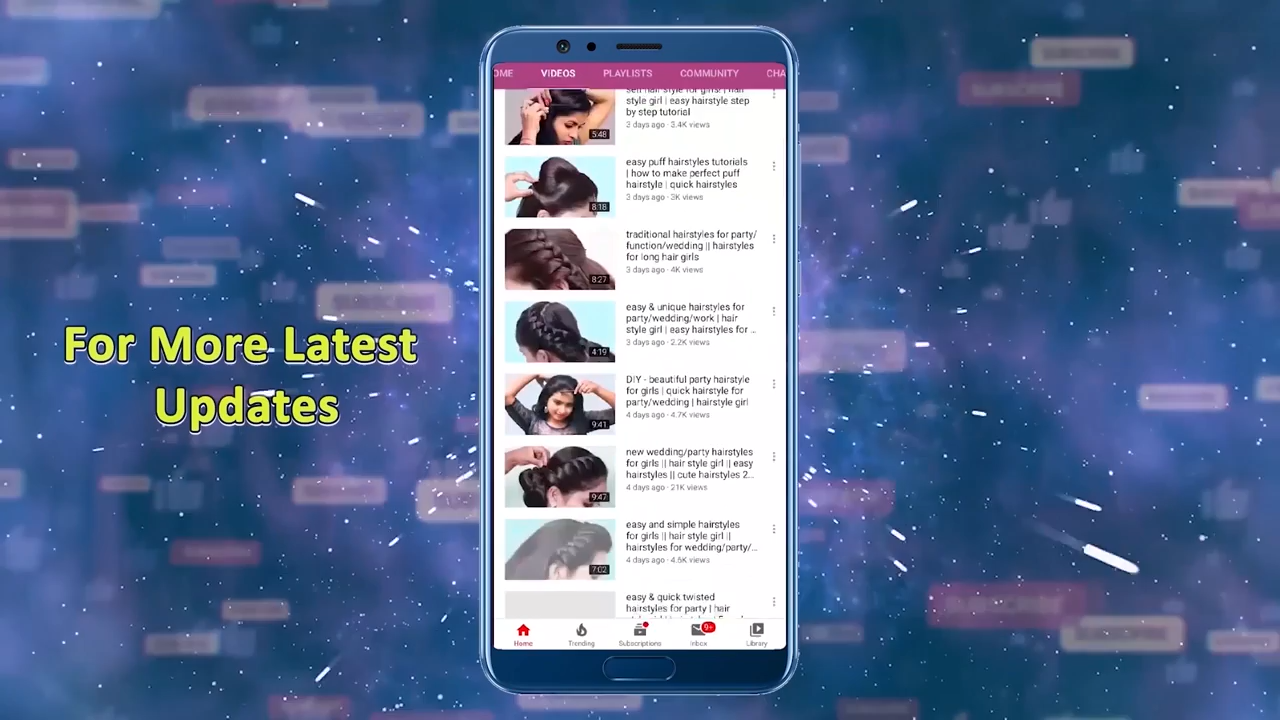 For More Latest
Updates
OME VIDEOS PLAYLISTS COMMUNITY CHA
style girl | easy hairstyle step
by step tutorial
3 days ago · 3.4K views
5:48
easy puff hairstyles tutorials
| how to make perfect puff
hairstyle | quick hairstyles
3 days ago · 3K views
8:18
traditional hairstyles for party/
function/wedding || hairstyles
for long hair girls
3 days ago · 4K views
8:27
easy & unique hairstyles for
party/wedding/work | hair
style girl | easy hairstyles for ...
3 days ago · 2.2K views
4:19
DIY - beautiful party hairstyle
for girls | quick hairstyle for
party/wedding | hairstyle girl
4 days ago · 4.7K views
9:41
new wedding/party hairstyles
for girls || hair style girl || easy
hairstyles || cute hairstyles 2...
4 days ago · 21K views
9:47
easy and simple hairstyles
for girls || hair style girl ||
hairstyles for wedding/party/...
4 days ago · 4.6K views
7:02
easy & quick twisted
hairstyles for party | hair
9+
Home Trending Subscriptions Inbox Library